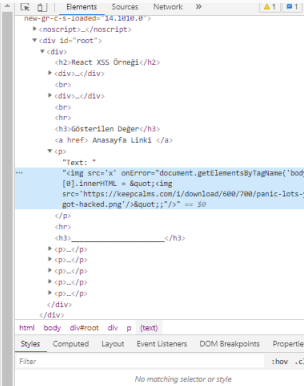 Elements Sources Network » 1 1
new-gr-c-s-loaded="14.1010.0">
<noscript>…</noscript>
<div id="root">
<div>
<h2>React XSS Örneği</h2>
<div>…</div>
<br>
<div>…</div>
<br>
<hr>
<h3>Gösterilen Değer</h3>
<a href> Anasayfa Linki </a>
<p>
"Text: "
"<img src='x' onError="document.getElementsByTagName('body
[0].innerHTML = &quot;<img
src='https://keepcalms.com/i/download/600/700/panic-lots-
got-hacked.png'/>&quot;;"/>" == $0
</p>
<hr>
<h3>____________________</h3>
<p>…</p>
<p>…</p>
<p>…</p>
<p>…</p>
<p>…</p>
</div>
</div>
html body div#root div p (text)
Styles Computed Layout Event Listeners DOM Breakpoints Propertie
Filter :hov
No matching selector or style